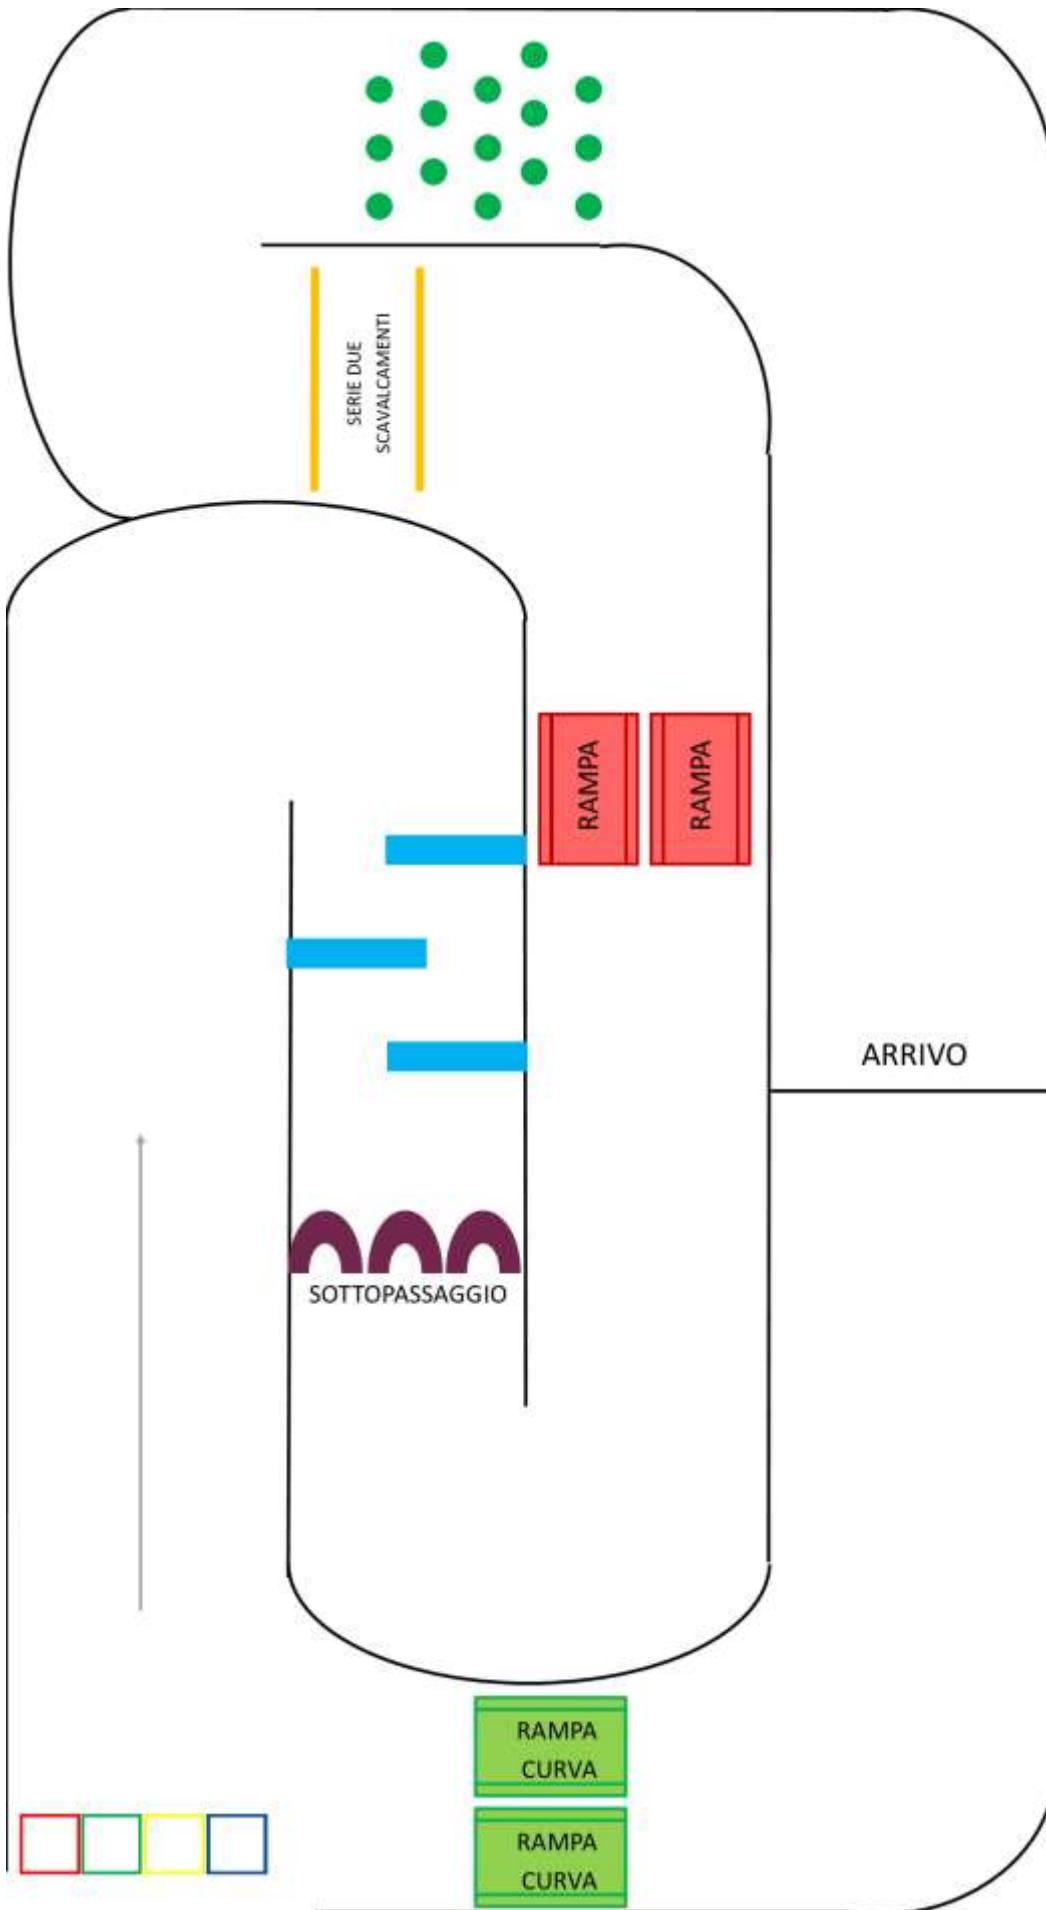 SERIE DUE
SCAVALCAMENTI
RAMPA
RAMPA
ARRIVO
SOTTOPASSAGGIO
RAMPA
CURVA
RAMPA
CURVA